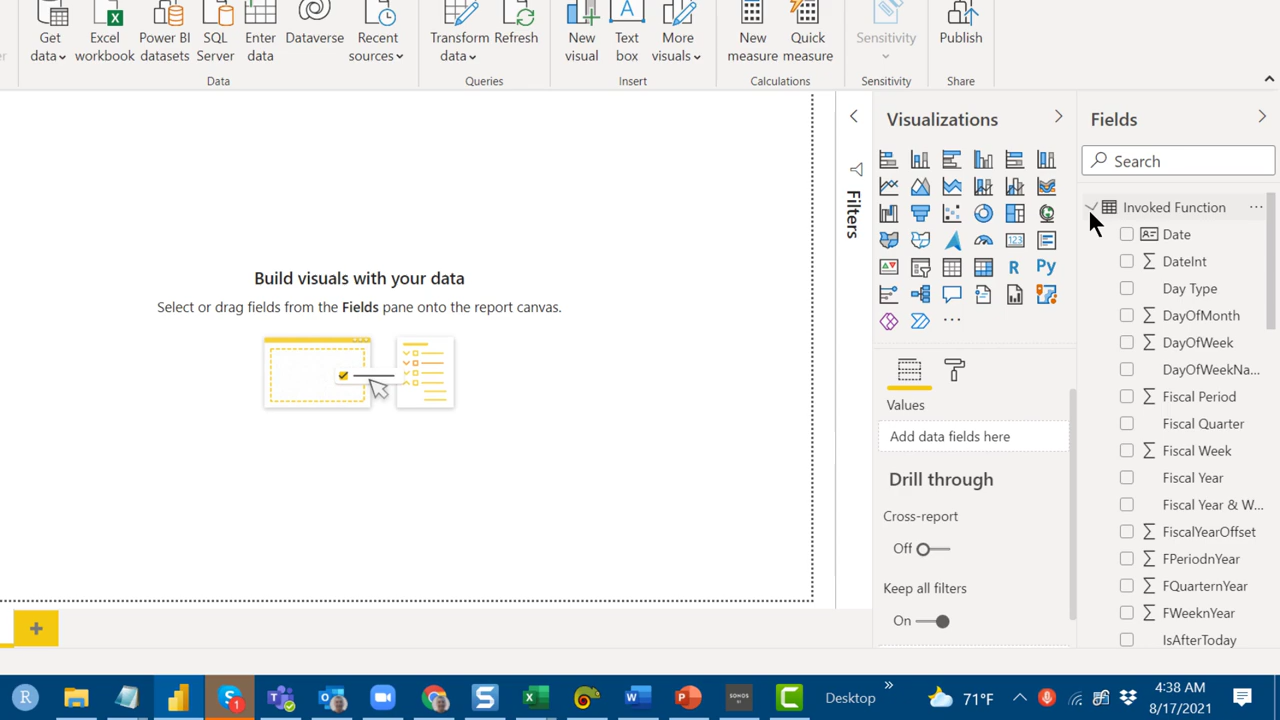 Get data
Excel workbook
Power BI datasets
SQL Server
Enter data
Dataverse
Recent sources
Transform data
Refresh
New visual
Text box
More visuals
New measure
Quick measure
Sensitivity
Publish
Data
Queries
Insert
Calculations
Sensitivity
Share
Build visuals with your data
Select or drag fields from the Fields pane onto the report canvas.
Filters
Visualizations
R
Py
123
Values
Add data fields here
Drill through
Cross-report
Off
Keep all filters
On
Fields
Search
Invoked Function
Date
DateInt
Day Type
DayOfMonth
DayOfWeek
DayOfWeekNa...
Fiscal Period
Fiscal Quarter
Fiscal Week
Fiscal Year
Fiscal Year & W...
FiscalYearOffset
FPeriodnYear
FQuarternYear
FWeeknYear
IsAfterToday
R
1
SONOS
Desktop
71°F
4:38 AM
8/17/2021